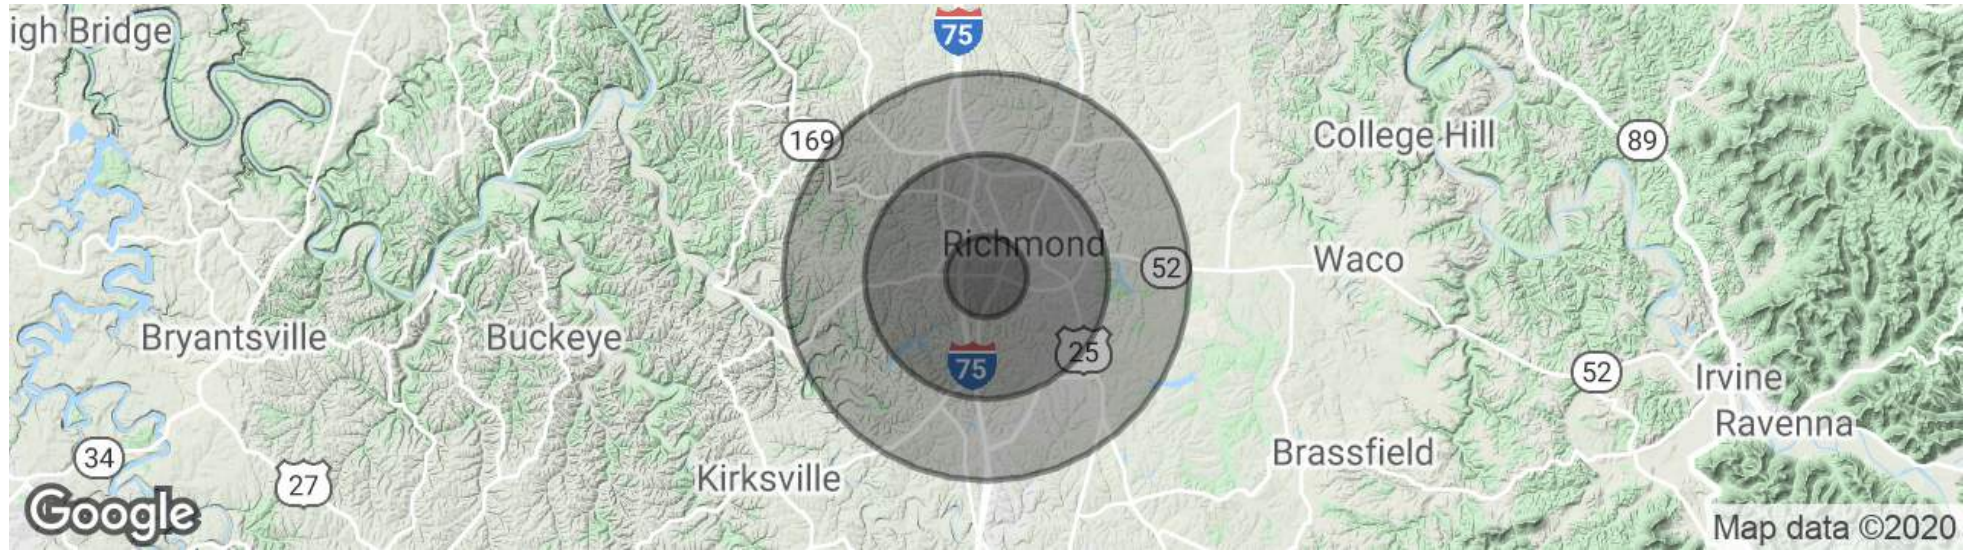 igh Bridge
75
169
College Hill
89
Richmond
52
Waco
Bryantsville
Buckeye
25
75
52
Irvine
Ravenna
34
27
Kirksville
Brassfield
Google
Map data ©2020